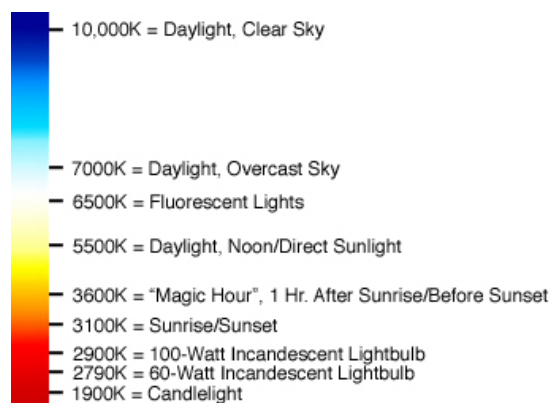 10,000K = Daylight, Clear Sky
7000K = Daylight, Overcast Sky
6500K = Fluorescent Lights
5500K = Daylight, Noon/Direct Sunlight
3600K = “Magic Hour”, 1 Hr. After Sunrise/Before Sunset
3100K = Sunrise/Sunset
2900K = 100-Watt Incandescent Lightbulb
2790K = 60-Watt Incandescent Lightbulb
1900K = Candlelight